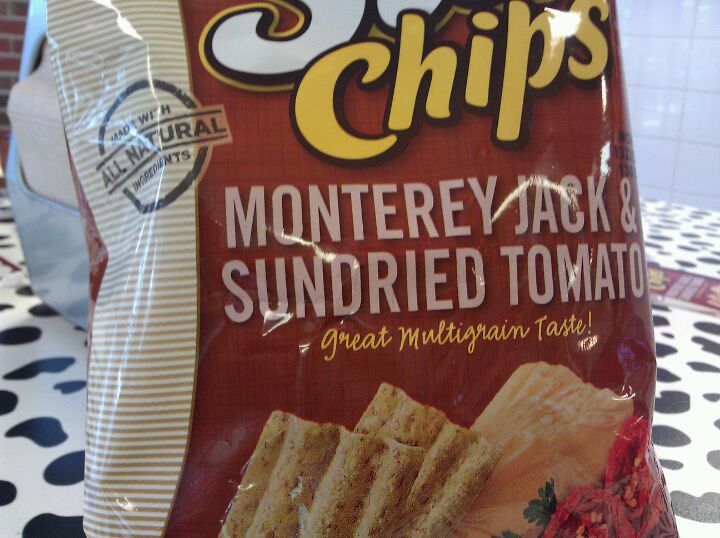 Chips
MADE WITH
ALL NATURAL
INGREDIENTS
MONTEREY JACK &
SUNDRIED TOMATO
great Multigrain Taste!